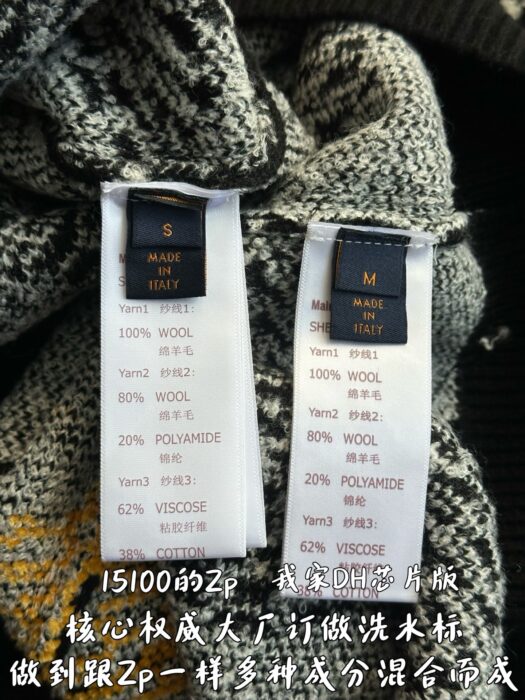 S
MADE
IN
ITALY
Yarn1 纱线1:
100% WOOL
绵羊毛
Yarn2 纱线2:
80% WOOL
绵羊毛
20% POLYAMIDE
锦纶
Yarn3 纱线3:
62% VISCOSE
粘胶纤维
38% COTTON
M
MADE
IN
ITALY
Yarn1 纱线1
100% WOOL
绵羊毛
Yarn2 纱线2:
80% WOOL
绵羊毛
20% POLYAMIDE
锦纶
Yarn3 纱线3:
62% VISCOSE
38% COTTON
15100的Zp 我家DH芯片版
核心权威大厂订做洗水标
做到跟Zp一样多种成分混合而成